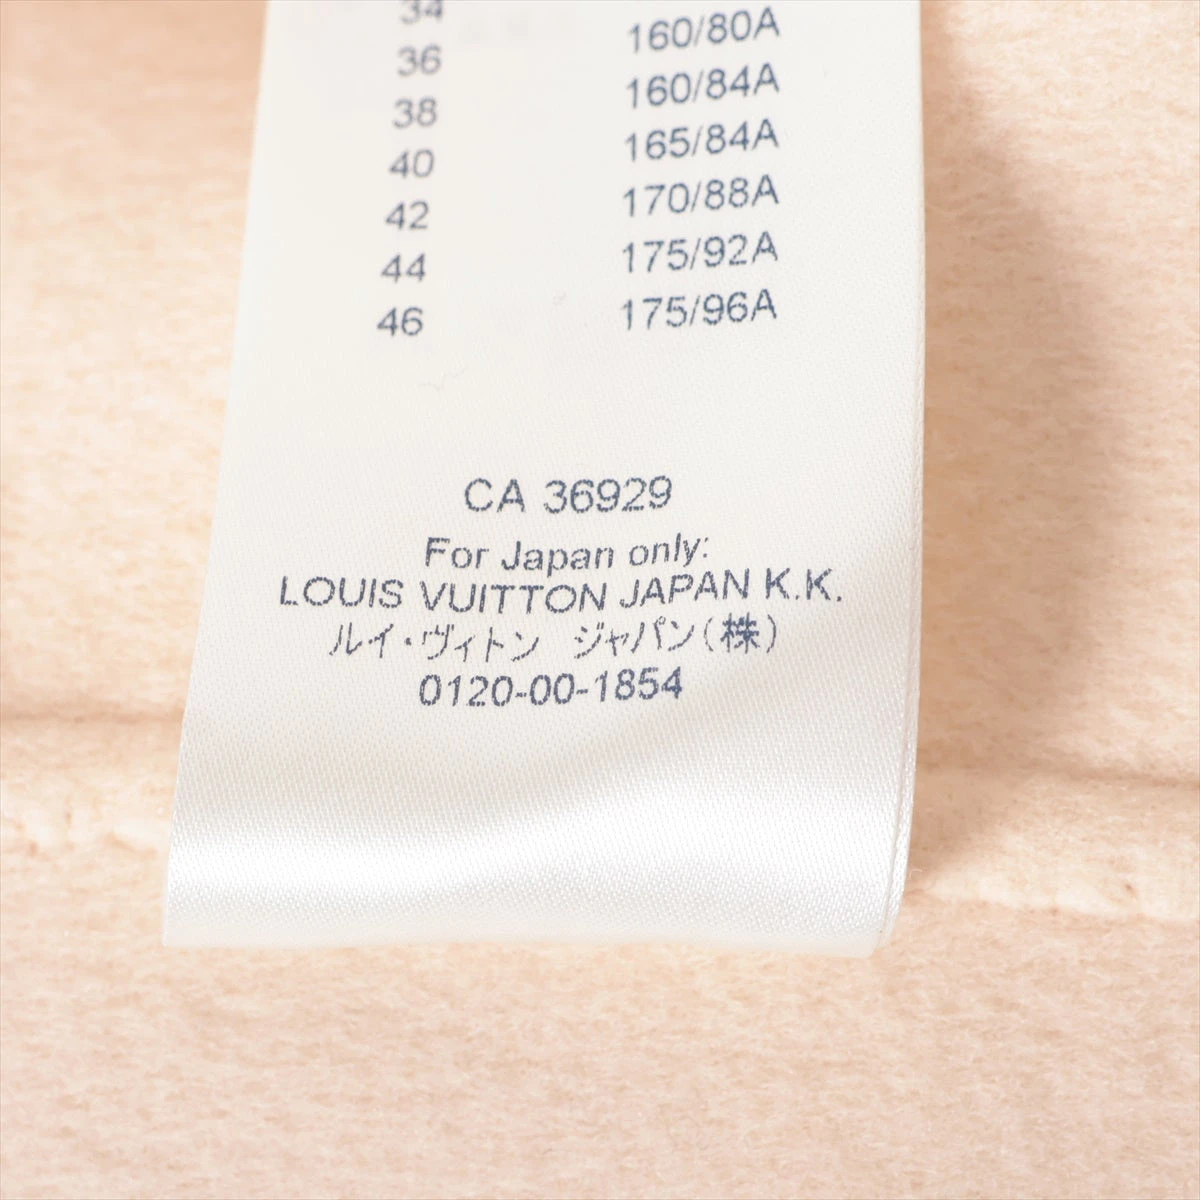 34
36 160/80A
38 160/84A
40 165/84A
42 170/88A
44 175/92A
46 175/96A
CA 36929
For Japan only:
LOUIS VUITTON JAPAN K.K.
ルイ・ヴィトン　ジャパン(株)
0120-00-1854